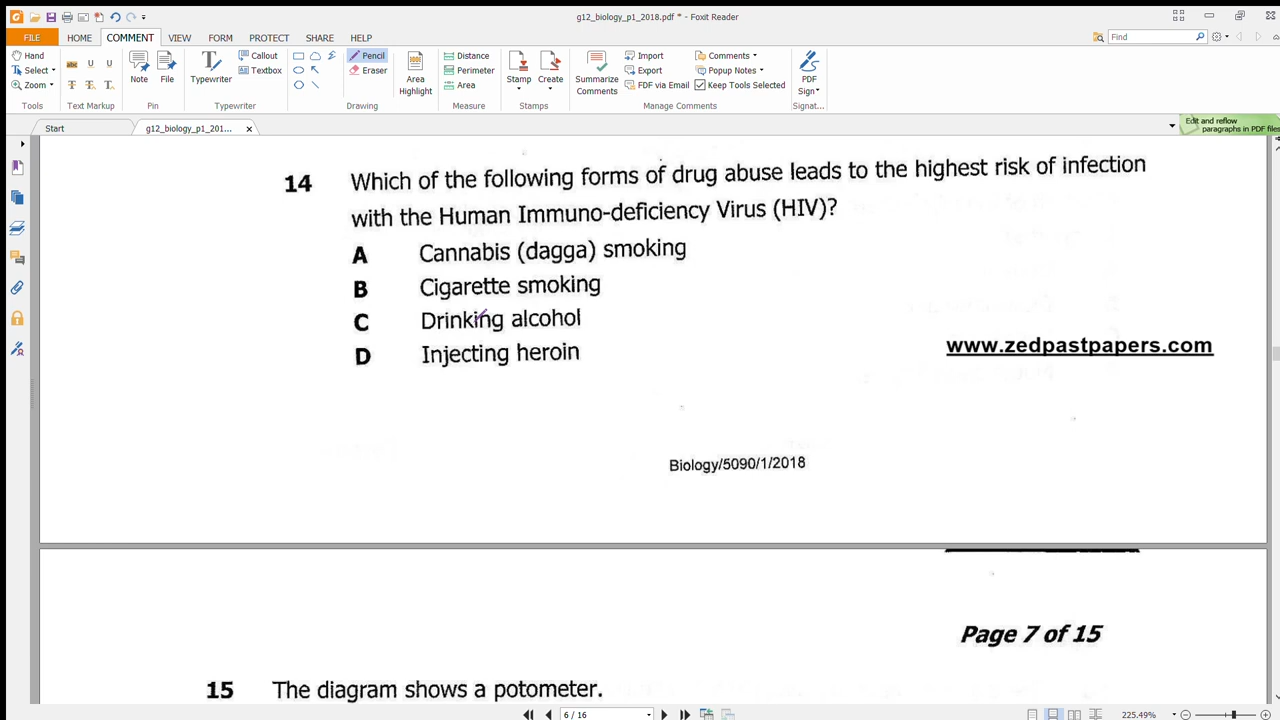 g12_biology_p1_2018.pdf * - Foxit Reader
FILE HOME COMMENT VIEW FORM PROTECT SHARE HELP
Find
Hand
Select
Zoom
Tools
Text Markup
Note
File
Pin
Typewriter
Callout
Textbox
Typewriter
Pencil
Eraser
Drawing
Area
Highlight
Distance
Perimeter
Area
Measure
Stamp
Create
Stamps
Summarize
Comments
Import
Export
FDF via Email
Comments
Popup Notes
Keep Tools Selected
Manage Comments
PDF
Sign
Signat...
Start
g12_biology_p1_201...
Edit and reflow
paragraphs in PDF files
14 Which of the following forms of drug abuse leads to the highest risk of infection
with the Human Immuno-deficiency Virus (HIV)?
A Cannabis (dagga) smoking
B Cigarette smoking
C Drinking alcohol
D Injecting heroin
www.zedpastpapers.com
Biology/5090/1/2018
Page 7 of 15
15 The diagram shows a potometer.
6 / 16
225.49%